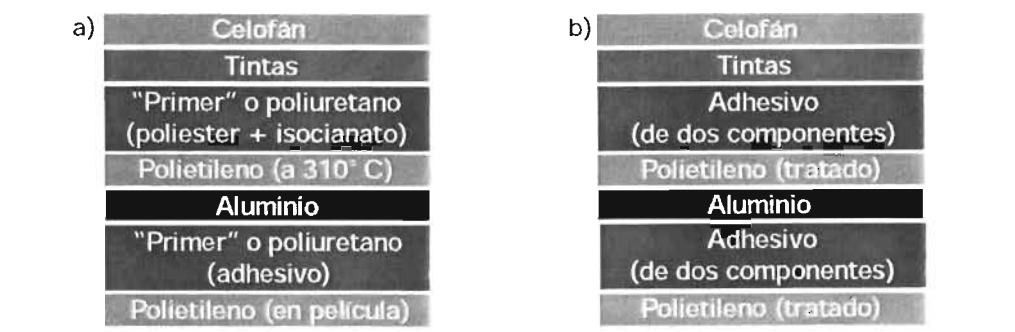 a)
Celofán
Tintas
"Primer" o poliuretano
(poliester + isocianato)
Polietileno (a 310° C)
Aluminio
"Primer" o poliuretano
(adhesivo)
Polietileno (en película)
b)
Celofán
Tintas
Adhesivo
(de dos componentes)
Polietileno (tratado)
Aluminio
Adhesivo
(de dos componentes)
Polietileno (tratado)